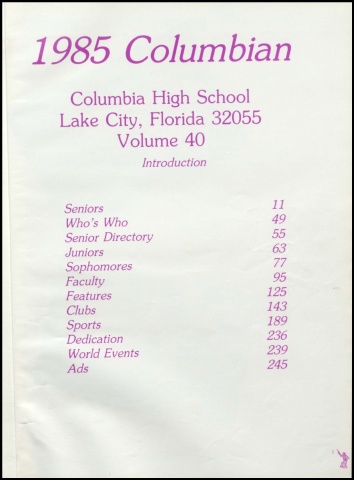 1985 Columbian
Columbia High School
Lake City, Florida 32055
Volume 40
Introduction
Seniors 11
Who's Who 49
Senior Directory 55
Juniors 63
Sophomores 77
Faculty 95
Features 125
Clubs 143
Sports 189
Dedication 236
World Events 239
Ads 245